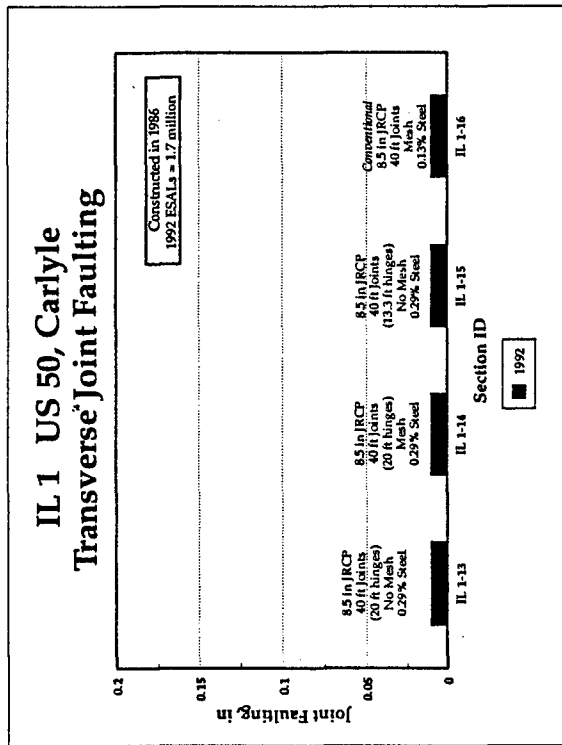 IL 1 US 50, Carlyle
Transverse Joint Faulting
Joint Faulting, in
0.2
0.15
0.1
0.05
0
Constructed in 1986
1992 ESALs = 1.7 million
8.5 in JRCP
40 ft Joints
(20 ft hinges)
No Mesh
0.29% Steel
8.5 in JRCP
40 ft Joints
(20 ft hinges)
Mesh
0.29% Steel
8.5 in JRCP
40 ft Joints
(13.3 ft hinges)
No Mesh
0.29% Steel
Conventional
8.5 in JRCP
40 ft Joints
Mesh
0.13% Steel
IL 1-13
IL 1-14
IL 1-15
IL 1-16
Section ID
1992